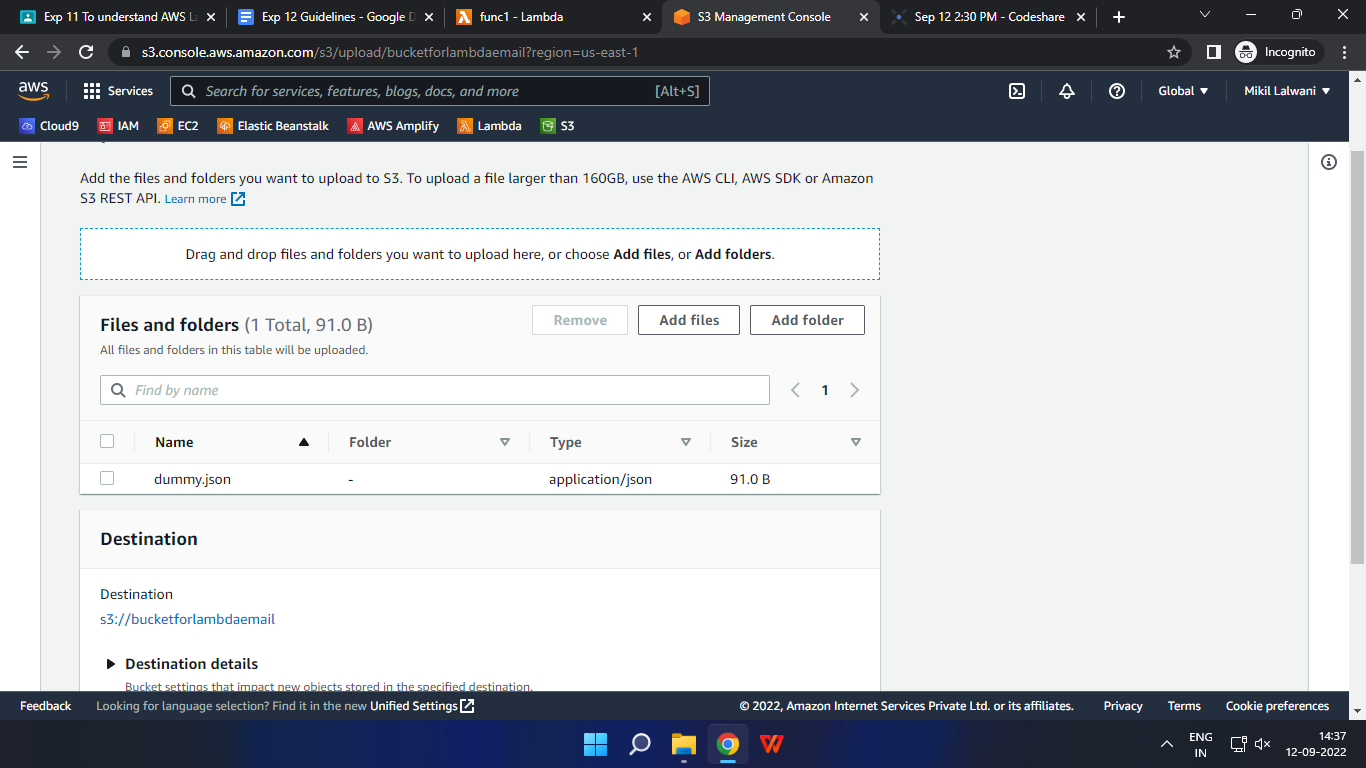 Exp 11 To understand AWS L
Exp 12 Guidelines - Google D
func1 - Lambda
S3 Management Console
Sep 12 2:30 PM - Codeshare
s3.console.aws.amazon.com/s3/upload/bucketforlambdaemail?region=us-east-1
Incognito
aws
Services
Search for services, features, blogs, docs, and more
[Alt+S]
Global
Mikil Lalwani
Cloud9
IAM
EC2
Elastic Beanstalk
AWS Amplify
Lambda
S3
Add the files and folders you want to upload to S3. To upload a file larger than 160GB, use the AWS CLI, AWS SDK or Amazon
S3 REST API. Learn more
Drag and drop files and folders you want to upload here, or choose Add files, or Add folders.
Files and folders (1 Total, 91.0 B)
Remove
Add files
Add folder
All files and folders in this table will be uploaded.
Find by name
1
Name
Folder
Type
Size
dummy.json
-
application/json
91.0 B
Destination
Destination
s3://bucketforlambdaemail
Destination details
Bucket settings that impact new objects stored in the specified destination.
Feedback
Looking for language selection? Find it in the new Unified Settings
© 2022, Amazon Internet Services Private Ltd. or its affiliates.
Privacy
Terms
Cookie preferences
ENG
IN
14:37
12-09-2022